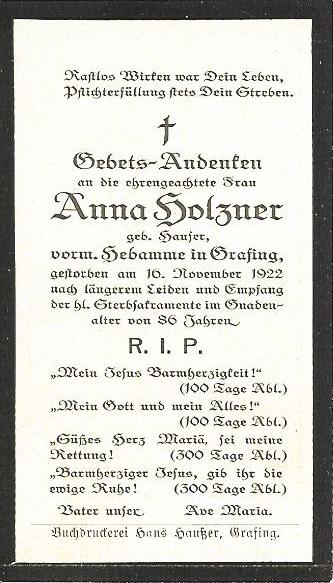 Rastlos Wirken war Dein Leben,
Pflichterfüllung stets Dein Streben.
Gebets-Andenken
an die ehrengeachtete Frau
Anna Holzner
geb. Hauser,
vorm. Hebamme in Grafing,
gestorben am 16. November 1922
nach längerem Leiden und Empfang
der hl. Sterbsakramente im Gnaden-
alter von 86 Jahren
R. I. P.
„Mein Jesus Barmherzigkeit!“
(100 Tage Abl.)
„Mein Gott und mein Alles!“
(100 Tage Abl.)
„Süßes Herz Mariä, sei meine
Rettung! (300 Tage Abl.)
„Barmherziger Jesus, gib ihr die
ewige Ruhe! (300 Tage Abl.)
Vater unser Ave Maria.
Buchdruckerei Hans Haußer, Grafing.